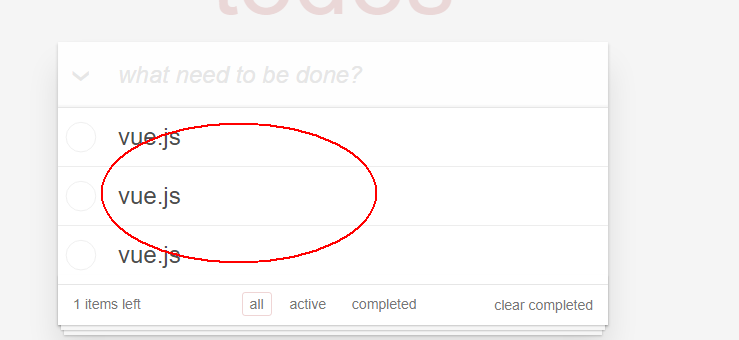 todos
what need to be done?
vue.js
vue.js
vue.js
1 items left all active completed clear completed